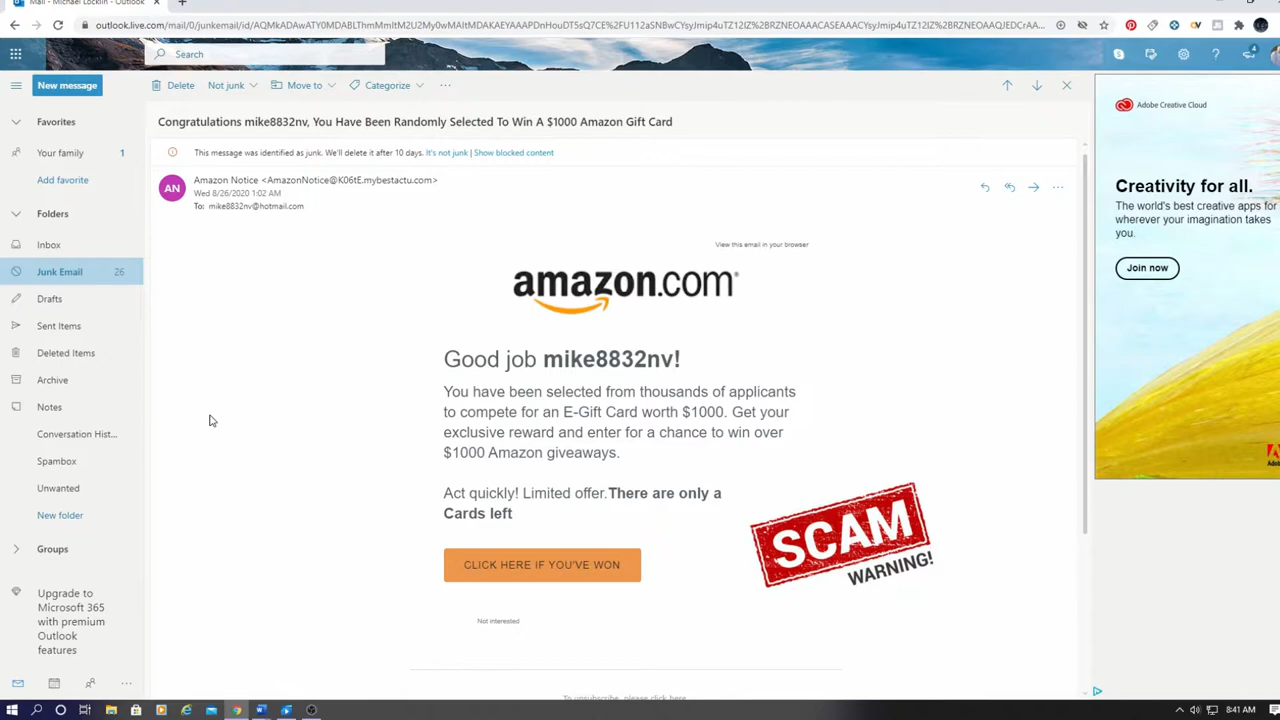 Mail - Michael Locklin - Outlook
Search
New message
Delete
Not junk
Move to
Categorize
Favorites
Your family 1
Add favorite
Folders
Inbox
Junk Email 26
Drafts
Sent Items
Deleted Items
Archive
Notes
Conversation Hist...
Spambox
Unwanted
New folder
Groups
Upgrade to
Microsoft 365
with premium
Outlook
features
Congratulations mike8832nv, You Have Been Randomly Selected To Win A $1000 Amazon Gift Card
This message was identified as junk. We'll delete it after 10 days. It's not junk | Show blocked content
AN
Amazon Notice <AmazonNotice@K06tE.mybestactu.com>
Wed 8/26/2020 1:02 AM
To: mike8832nv@hotmail.com
View this email in your browser
amazon.com
Good job mike8832nv!
You have been selected from thousands of applicants
to compete for an E-Gift Card worth $1000. Get your
exclusive reward and enter for a chance to win over
$1000 Amazon giveaways.
Act quickly! Limited offer.There are only a
Cards left
SCAM
WARNING!
CLICK HERE IF YOU'VE WON
Not interested
To unsubscribe, please click here
Adobe Creative Cloud
Creativity for all.
The world's best creative apps for
wherever your imagination takes
you.
Join now
8:41 AM